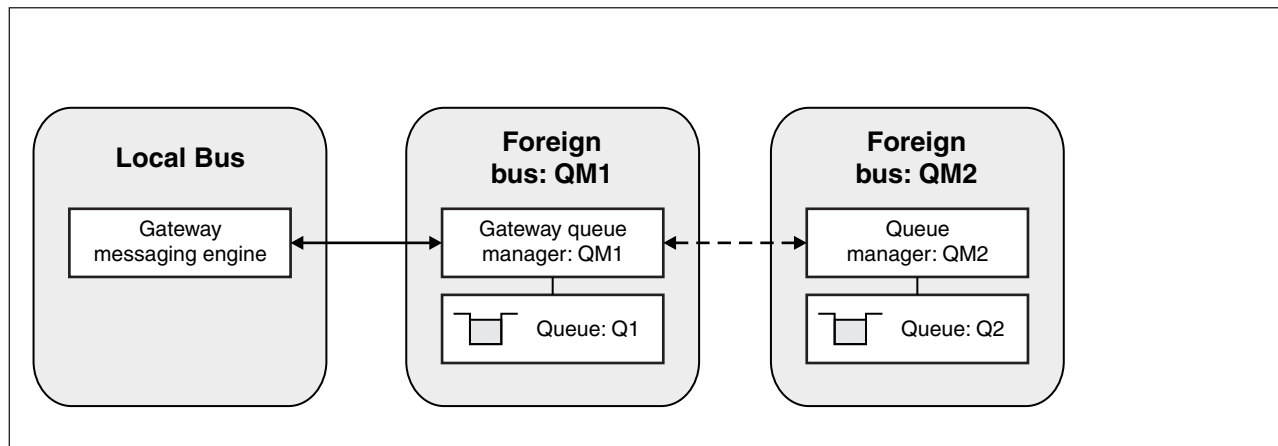 Local Bus
Gateway
messaging engine
Foreign
bus: QM1
Gateway queue
manager: QM1
Queue: Q1
Foreign
bus: QM2
Queue
manager: QM2
Queue: Q2